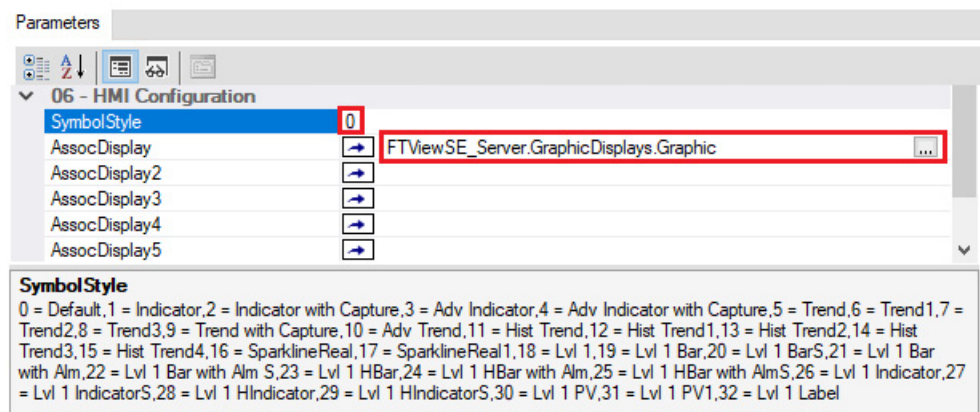 Parameters
06 - HMI Configuration
SymbolStyle 0
AssocDisplay FTViewSE_Server.GraphicDisplays.Graphic ...
AssocDisplay2
AssocDisplay3
AssocDisplay4
AssocDisplay5
SymbolStyle
0 = Default,1 = Indicator,2 = Indicator with Capture,3 = Adv Indicator,4 = Adv Indicator with Capture,5 = Trend,6 = Trend1,7 =
Trend2,8 = Trend3,9 = Trend with Capture,10 = Adv Trend,11 = Hist Trend,12 = Hist Trend1,13 = Hist Trend2,14 = Hist
Trend3,15 = Hist Trend4,16 = SparklineReal,17 = SparklineReal1,18 = Lvl 1,19 = Lvl 1 Bar,20 = Lvl 1 BarS,21 = Lvl 1 Bar
with Alm,22 = Lvl 1 Bar with Alm S,23 = Lvl 1 HBar,24 = Lvl 1 HBar with Alm,25 = Lvl 1 HBar with AlmS,26 = Lvl 1 Indicator,27
= Lvl 1 IndicatorS,28 = Lvl 1 HIndicator,29 = Lvl 1 HIndicatorS,30 = Lvl 1 PV,31 = Lvl 1 PV1,32 = Lvl 1 Label